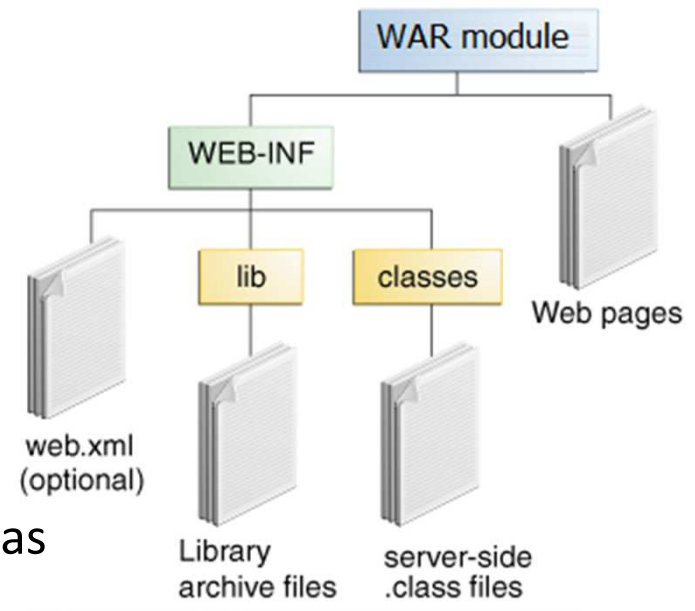 WAR module
WEB-INF
lib
classes
Web pages
web.xml
(optional)
as
Library
archive files
server-side
.class files